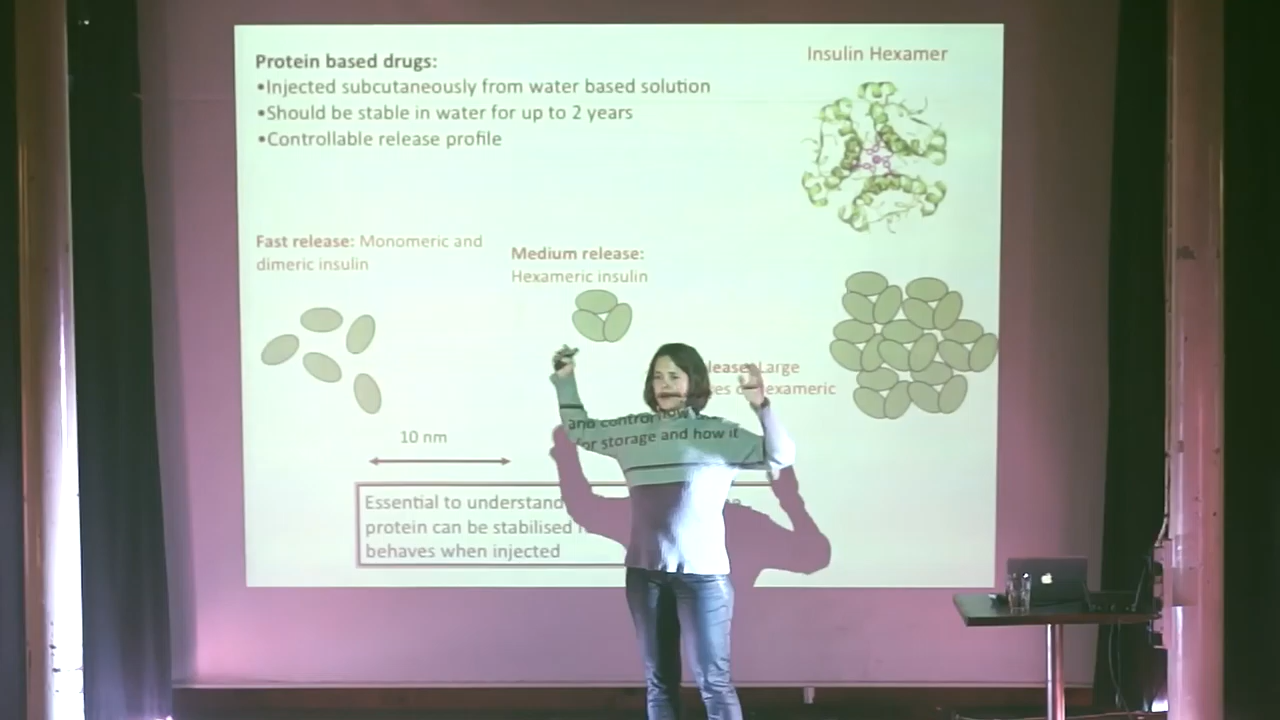 Protein based drugs:
•Injected subcutaneously from water based solution
•Should be stable in water for up to 2 years
•Controllable release profile
Insulin Hexamer
Fast release: Monomeric and
dimeric insulin
Medium release:
Hexameric insulin
Large
hexameric
10 nm
Essential to understand and control how
protein can be stabilised for storage and how it
behaves when injected